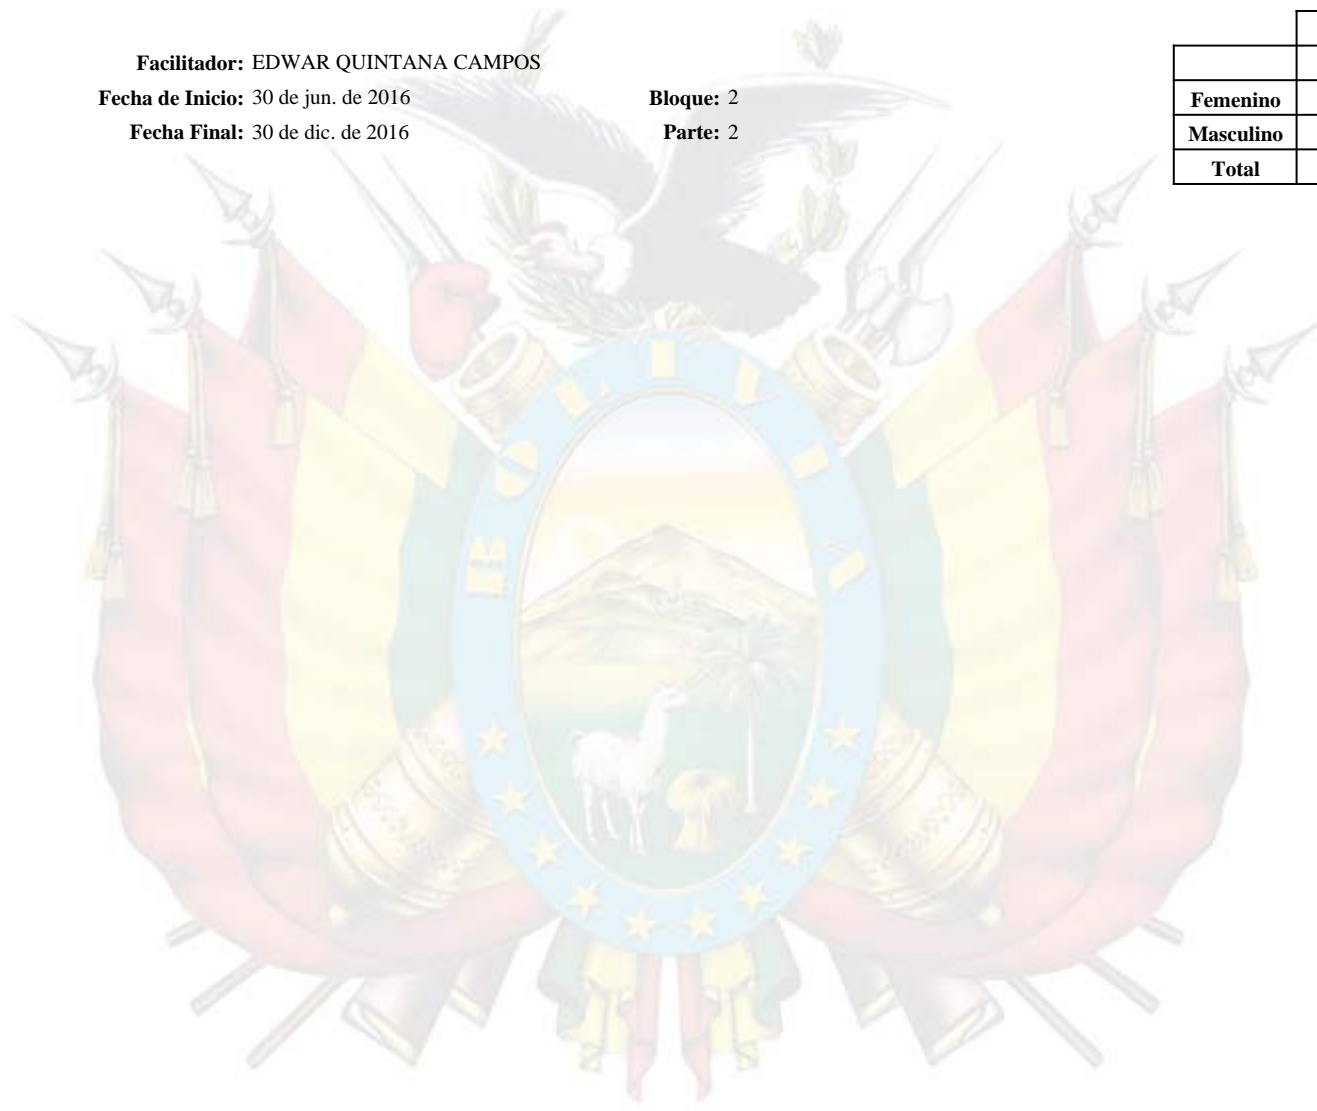 Facilitador: EDWAR QUINTANA CAMPOS
Fecha de Inicio: 30 de jun. de 2016 Bloque: 2
Fecha Final: 30 de dic. de 2016 Parte: 2
Femenino
Masculino
Total
BOLIVIA